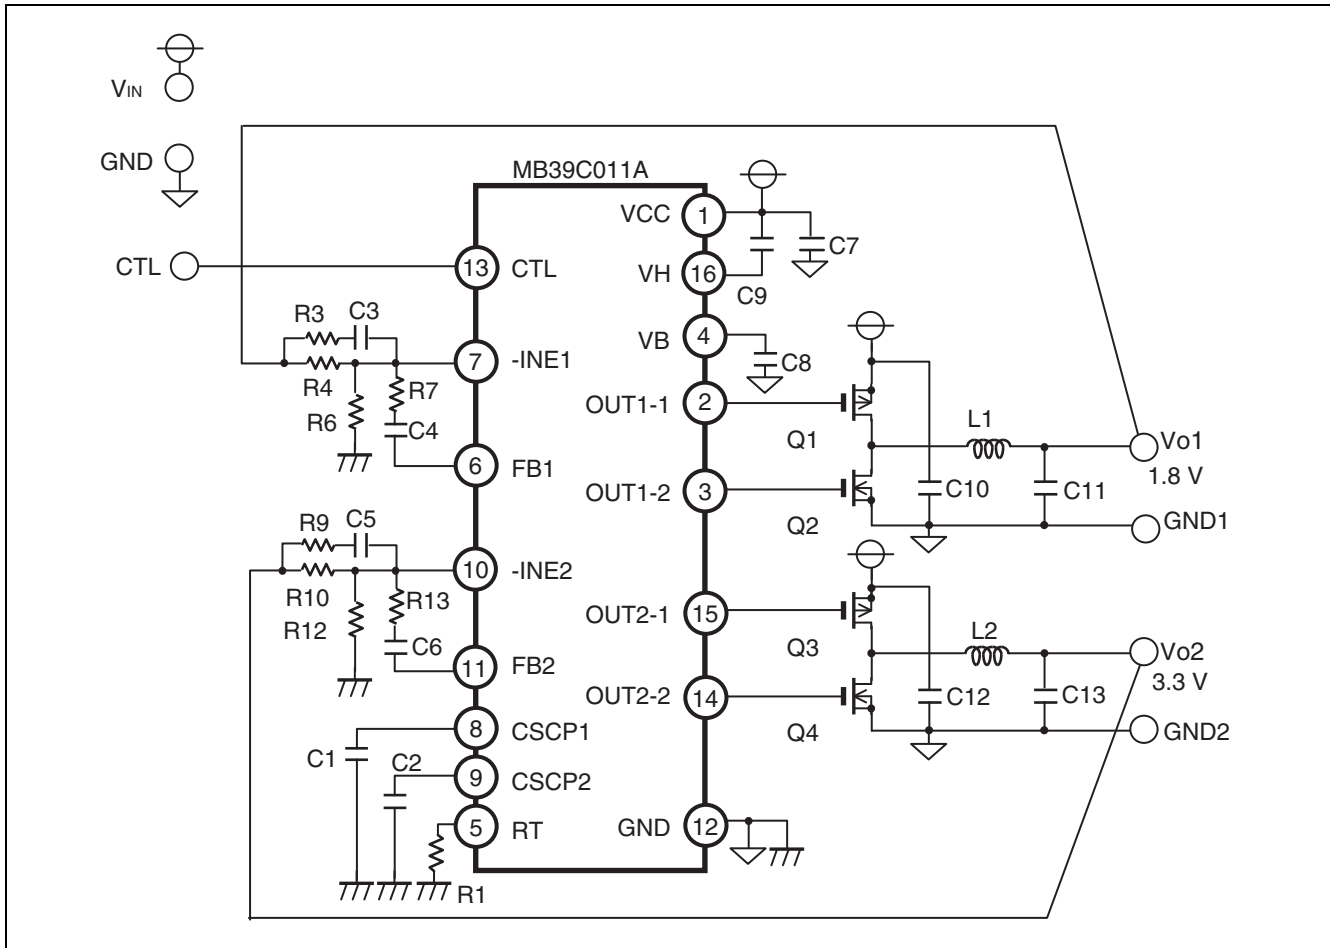 VIN
GND
CTL
MB39C011A
VCC
1
C7
13
CTL
VH
16
C9
R3
C3
VB
4
C8
7
-INE1
R4
R7
OUT1-1
2
R6
C4
Q1
L1
Vo1
1.8 V
6
FB1
OUT1-2
3
C10
C11
Q2
GND1
R9
C5
10
-INE2
R10
R13
R12
OUT2-1
15
C6
Q3
L2
Vo2
3.3 V
11
FB2
OUT2-2
14
C12
C13
8
CSCP1
Q4
GND2
C1
C2
9
CSCP2
5
RT
GND
12
R1